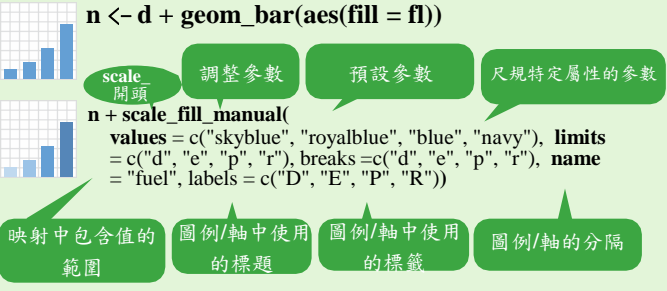 n <- d + geom_bar(aes(fill = fl))
scale_
開頭
調整參數
預設參數
尺規特定屬性的參數
n + scale_fill_manual(
values = c("skyblue", "royalblue", "blue", "navy"), limits
= c("d", "e", "p", "r"), breaks =c("d", "e", "p", "r"), name
= "fuel", labels = c("D", "E", "P", "R"))
映射中包含值的
範圍
圖例/軸中使用
的標題
圖例/軸中使用
的標籤
圖例/軸的分隔